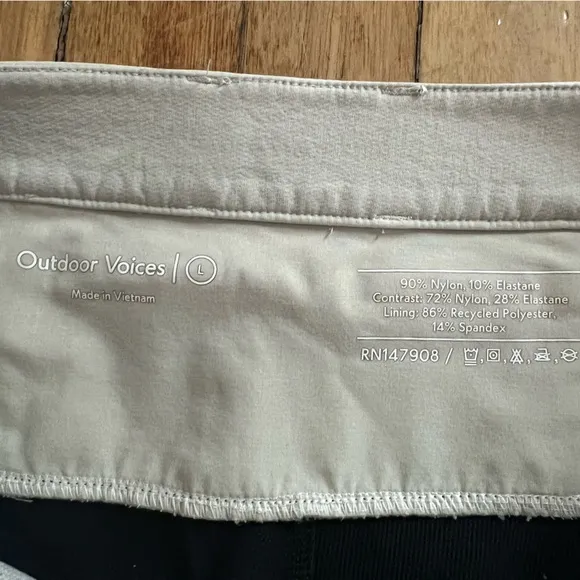 Outdoor Voices | L
Made in Vietnam
90% Nylon, 10% Elastane
Contrast: 72% Nylon, 28% Elastane
Lining: 86% Recycled Polyester,
14% Spandex
RN147908 /